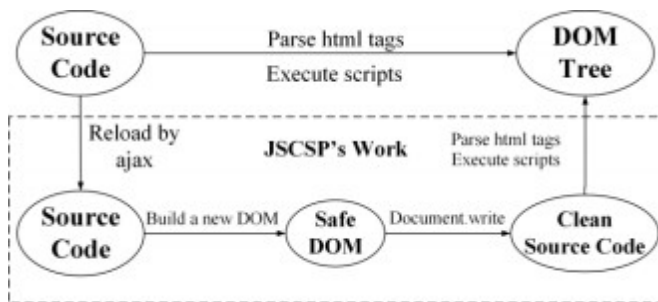 Source
Code
Parse html tags
Execute scripts
DOM
Tree
Reload by
ajax
JSCSP's Work
Parse html tags
Execute scripts
Source
Code
Build a new DOM
Safe
DOM
Document.write
Clean
Source Code